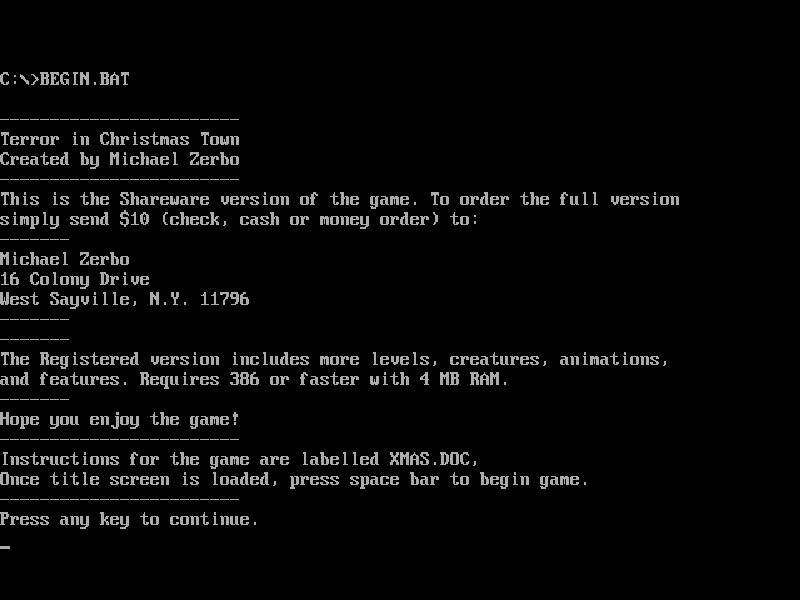 C:\>BEGIN.BAT
------------------------
Terror in Christmas Town
Created by Michael Zerbo
------------------------
This is the Shareware version of the game. To order the full version
simply send $10 (check, cash or money order) to:
-------
Michael Zerbo
16 Colony Drive
West Sayville, N.Y. 11796
-------
-------
The Registered version includes more levels, creatures, animations,
and features. Requires 386 or faster with 4 MB RAM.
-------
Hope you enjoy the game!
------------------------
Instructions for the game are labelled XMAS.DOC,
Once title screen is loaded, press space bar to begin game.
------------------------
Press any key to continue.
_